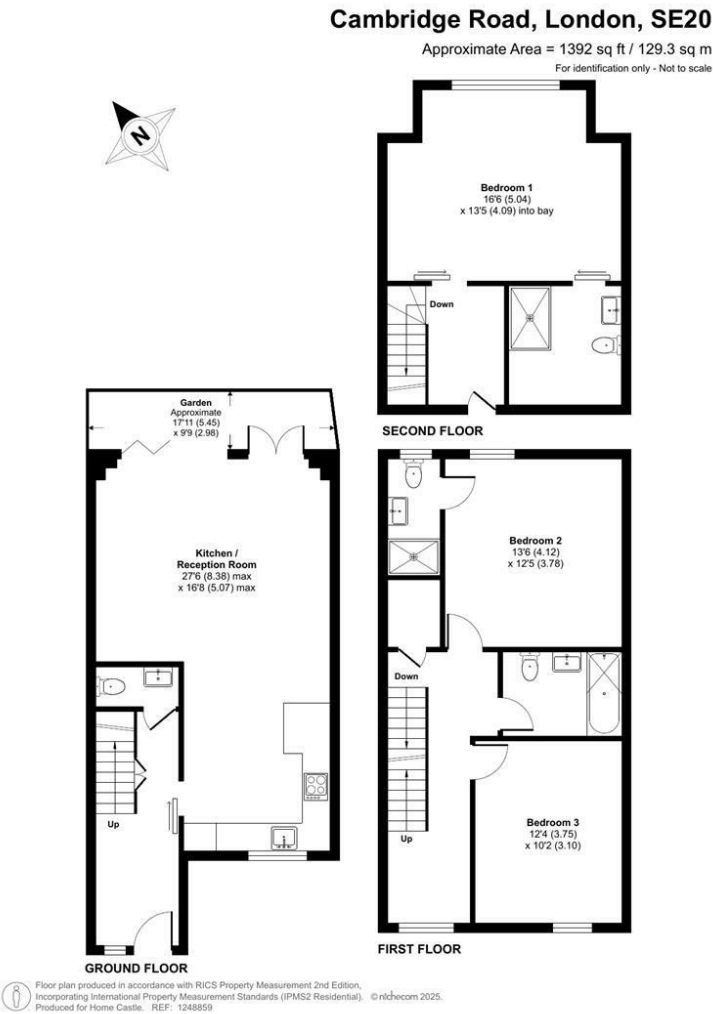 Cambridge Road, London, SE20
Approximate Area = 1392 sq ft / 129.3 sq m
For identification only - Not to scale
N
Bedroom 1
16'6 (5.04)
x 13'5 (4.09) into bay
Down
SECOND FLOOR
Garden
Approximate
17'11 (5.45)
x 9'9 (2.98)
Kitchen /
Reception Room
27'6 (8.38) max
x 16'8 (5.07) max
Up
GROUND FLOOR
Bedroom 2
13'6 (4.12)
x 12'5 (3.78)
Down
Up
Bedroom 3
12'4 (3.75)
x 10'2 (3.10)
FIRST FLOOR
Floor plan produced in accordance with RICS Property Measurement 2nd Edition,
Incorporating International Property Measurement Standards (IPMS2 Residential). ©nichecom 2025.
Produced for Home Castle. REF: 1248859